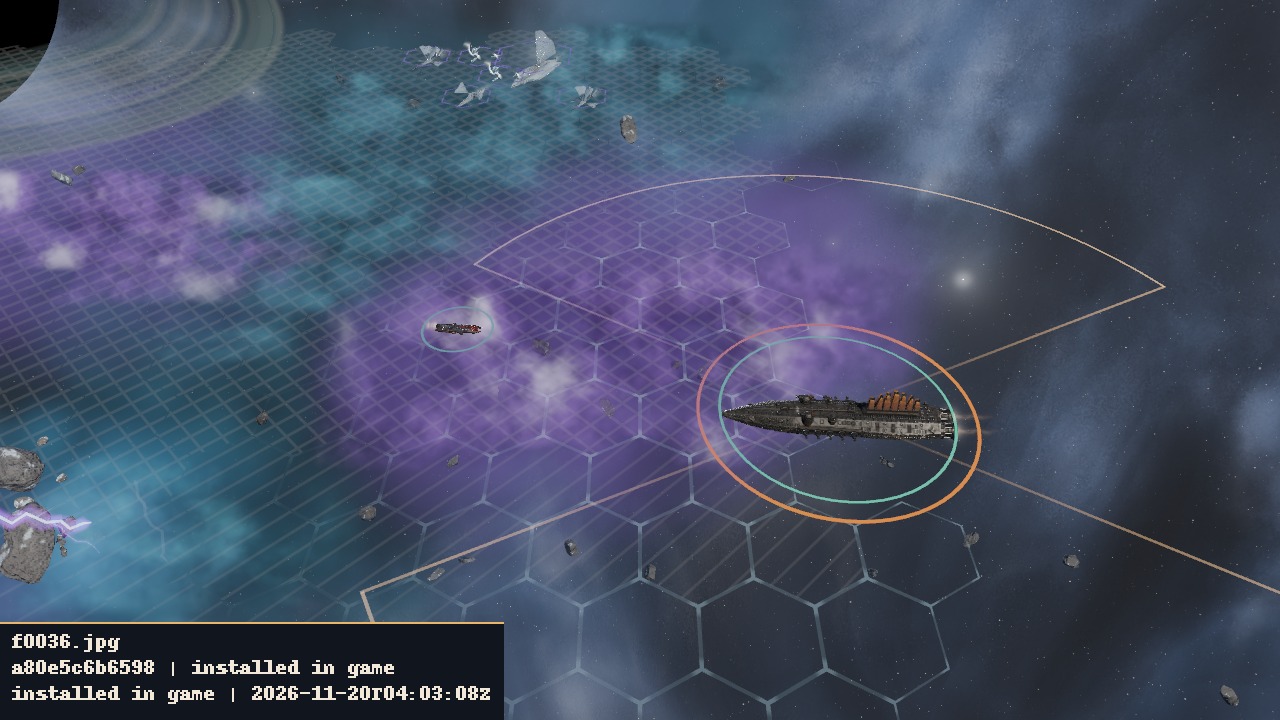 f0036.jpg
a80e5c6b6598 | installed in game
installed in game | 2026-11-20T04:03:08Z